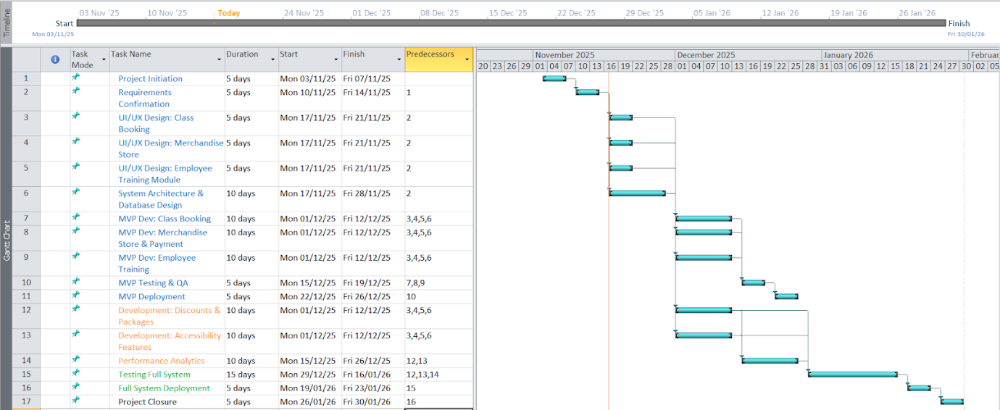 Timeline
03 Nov '25 10 Nov '25 Today 24 Nov '25 01 Dec '25 08 Dec '25 15 Dec '25 22 Dec '25 29 Dec '25 05 Jan '26 12 Jan '26 19 Jan '26 26 Jan '26
Start Finish
Mon 03/11/25 Fri 30/01/26
Gantt Chart
Task Mode Task Name Duration Start Finish Predecessors
November 2025 December 2025 January 2026 Februar
20 23 26 29 01 04 07 10 13 16 19 22 25 28 01 04 07 10 13 16 19 22 25 28 31 03 06 09 12 15 18 21 24 27 30 02 05
1 Project Initiation 5 days Mon 03/11/25 Fri 07/11/25
2 Requirements 5 days Mon 10/11/25 Fri 14/11/25 1
Confirmation
3 UI/UX Design: Class 5 days Mon 17/11/25 Fri 21/11/25 2
Booking
4 UI/UX Design: Merchandise 5 days Mon 17/11/25 Fri 21/11/25 2
Store
5 UI/UX Design: Employee 5 days Mon 17/11/25 Fri 21/11/25 2
Training Module
6 System Architecture & 10 days Mon 17/11/25 Fri 28/11/25 2
Database Design
7 MVP Dev: Class Booking 10 days Mon 01/12/25 Fri 12/12/25 3,4,5,6
8 MVP Dev: Merchandise 10 days Mon 01/12/25 Fri 12/12/25 3,4,5,6
Store & Payment
9 MVP Dev: Employee 10 days Mon 01/12/25 Fri 12/12/25 3,4,5,6
Training
10 MVP Testing & QA 5 days Mon 15/12/25 Fri 19/12/25 7,8,9
11 MVP Deployment 5 days Mon 22/12/25 Fri 26/12/25 10
12 Development: Discounts & 10 days Mon 01/12/25 Fri 12/12/25 3,4,5,6
Packages
13 Development: Accessibility 10 days Mon 01/12/25 Fri 12/12/25 3,4,5,6
Features
14 Performance Analytics 10 days Mon 15/12/25 Fri 26/12/25 12,13
15 Testing Full System 15 days Mon 29/12/25 Fri 16/01/26 12,13,14
16 Full System Deployment 5 days Mon 19/01/26 Fri 23/01/26 15
17 Project Closure 5 days Mon 26/01/26 Fri 30/01/26 16